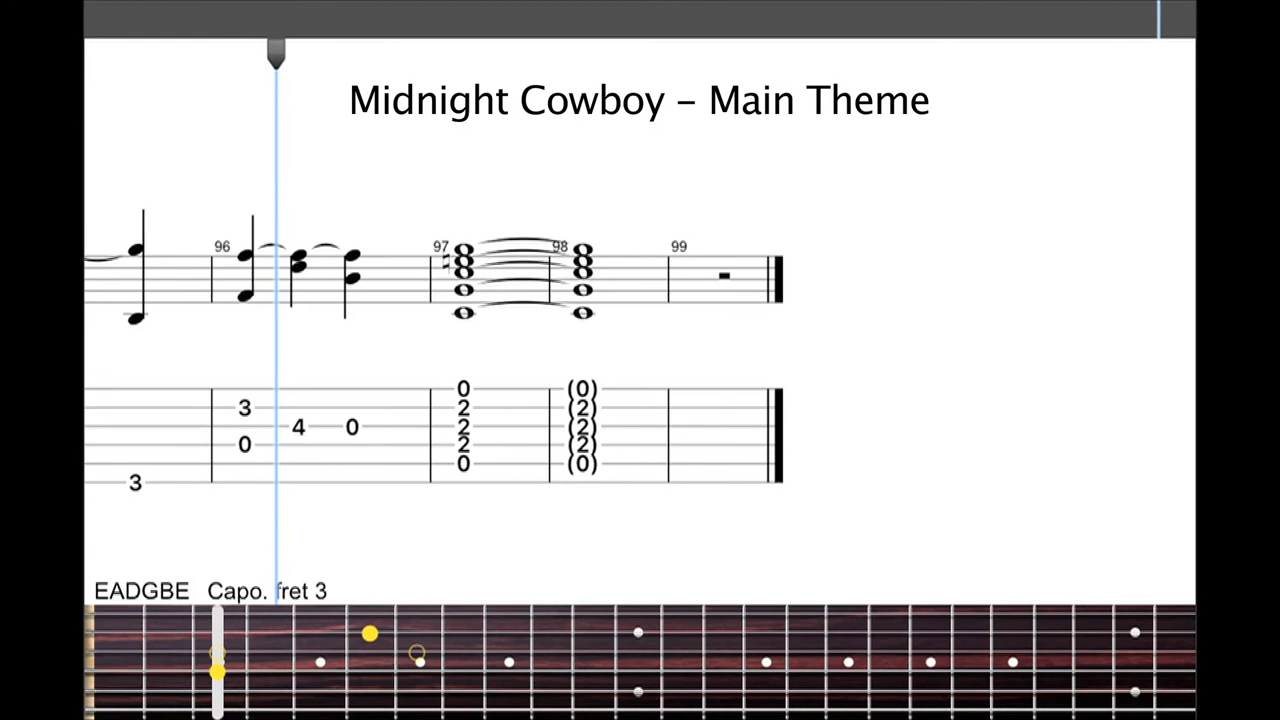 Midnight Cowboy – Main Theme
96 97 98 99
0 (0)
3 2 (2)
4 0 2 (2)
0 2 (2)
0 (0)
3
EADGBE Capo. fret 3